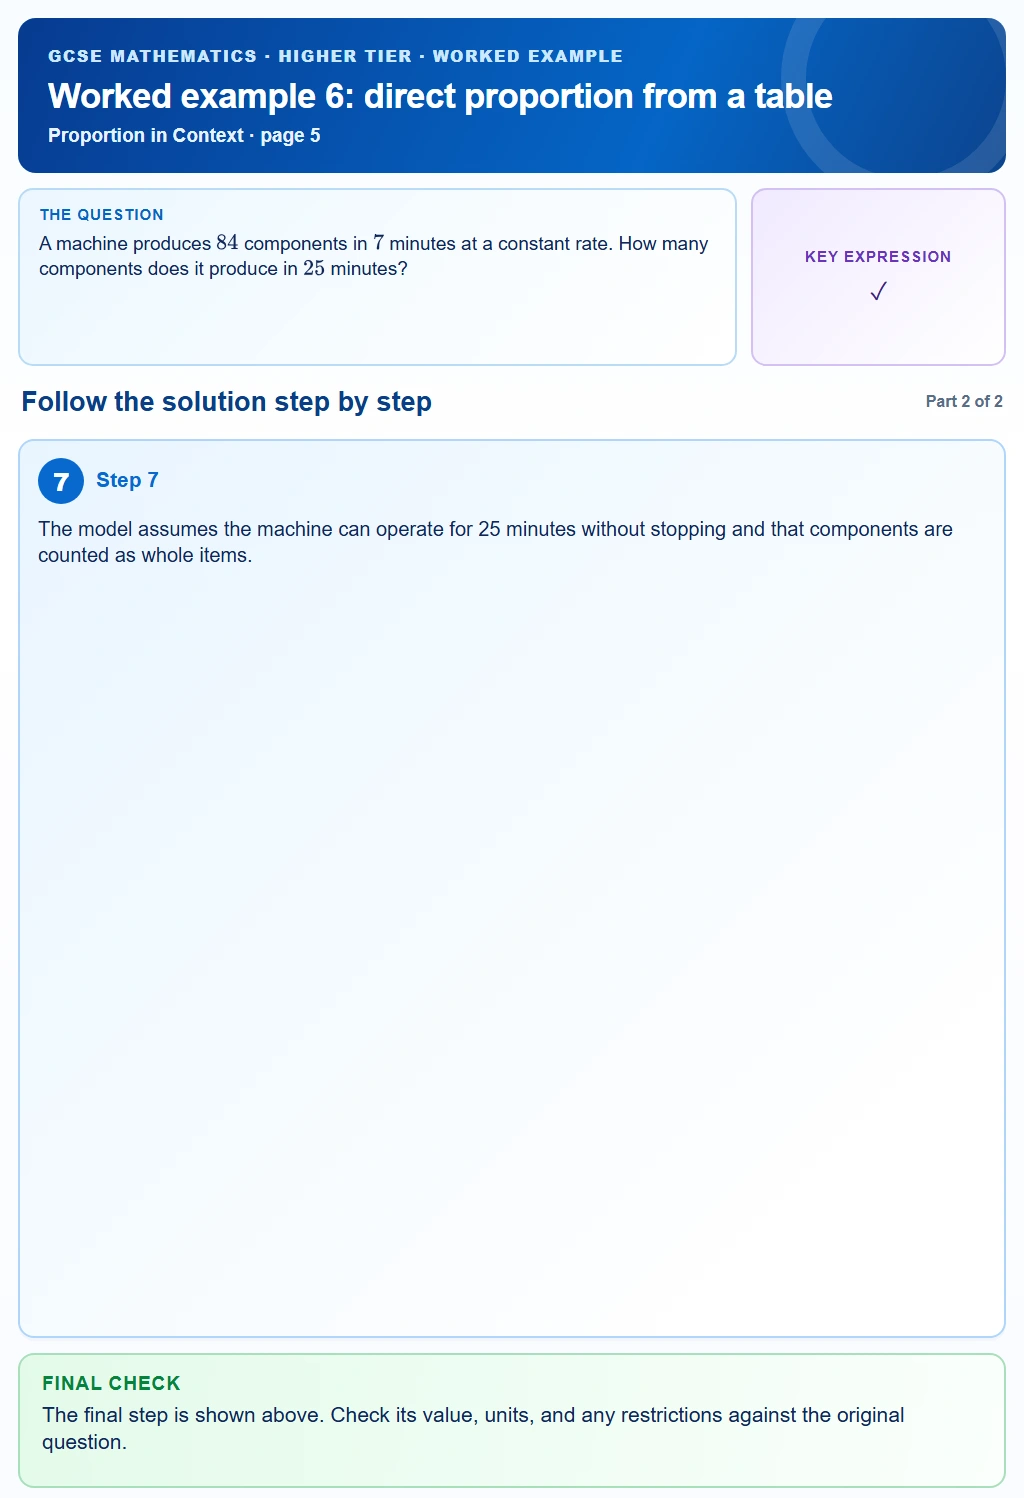 GCSE MATHEMATICS · HIGHER TIER · WORKED EXAMPLE
Worked example 6: direct proportion from a table
Proportion in Context · page 5
THE QUESTION
A machine produces 84 components in 7 minutes at a constant rate. How many
components does it produce in 25 minutes?
KEY EXPRESSION
✓
Follow the solution step by step
Part 2 of 2
7 Step 7
The model assumes the machine can operate for 25 minutes without stopping and that components are
counted as whole items.
FINAL CHECK
The final step is shown above. Check its value, units, and any restrictions against the original
question.